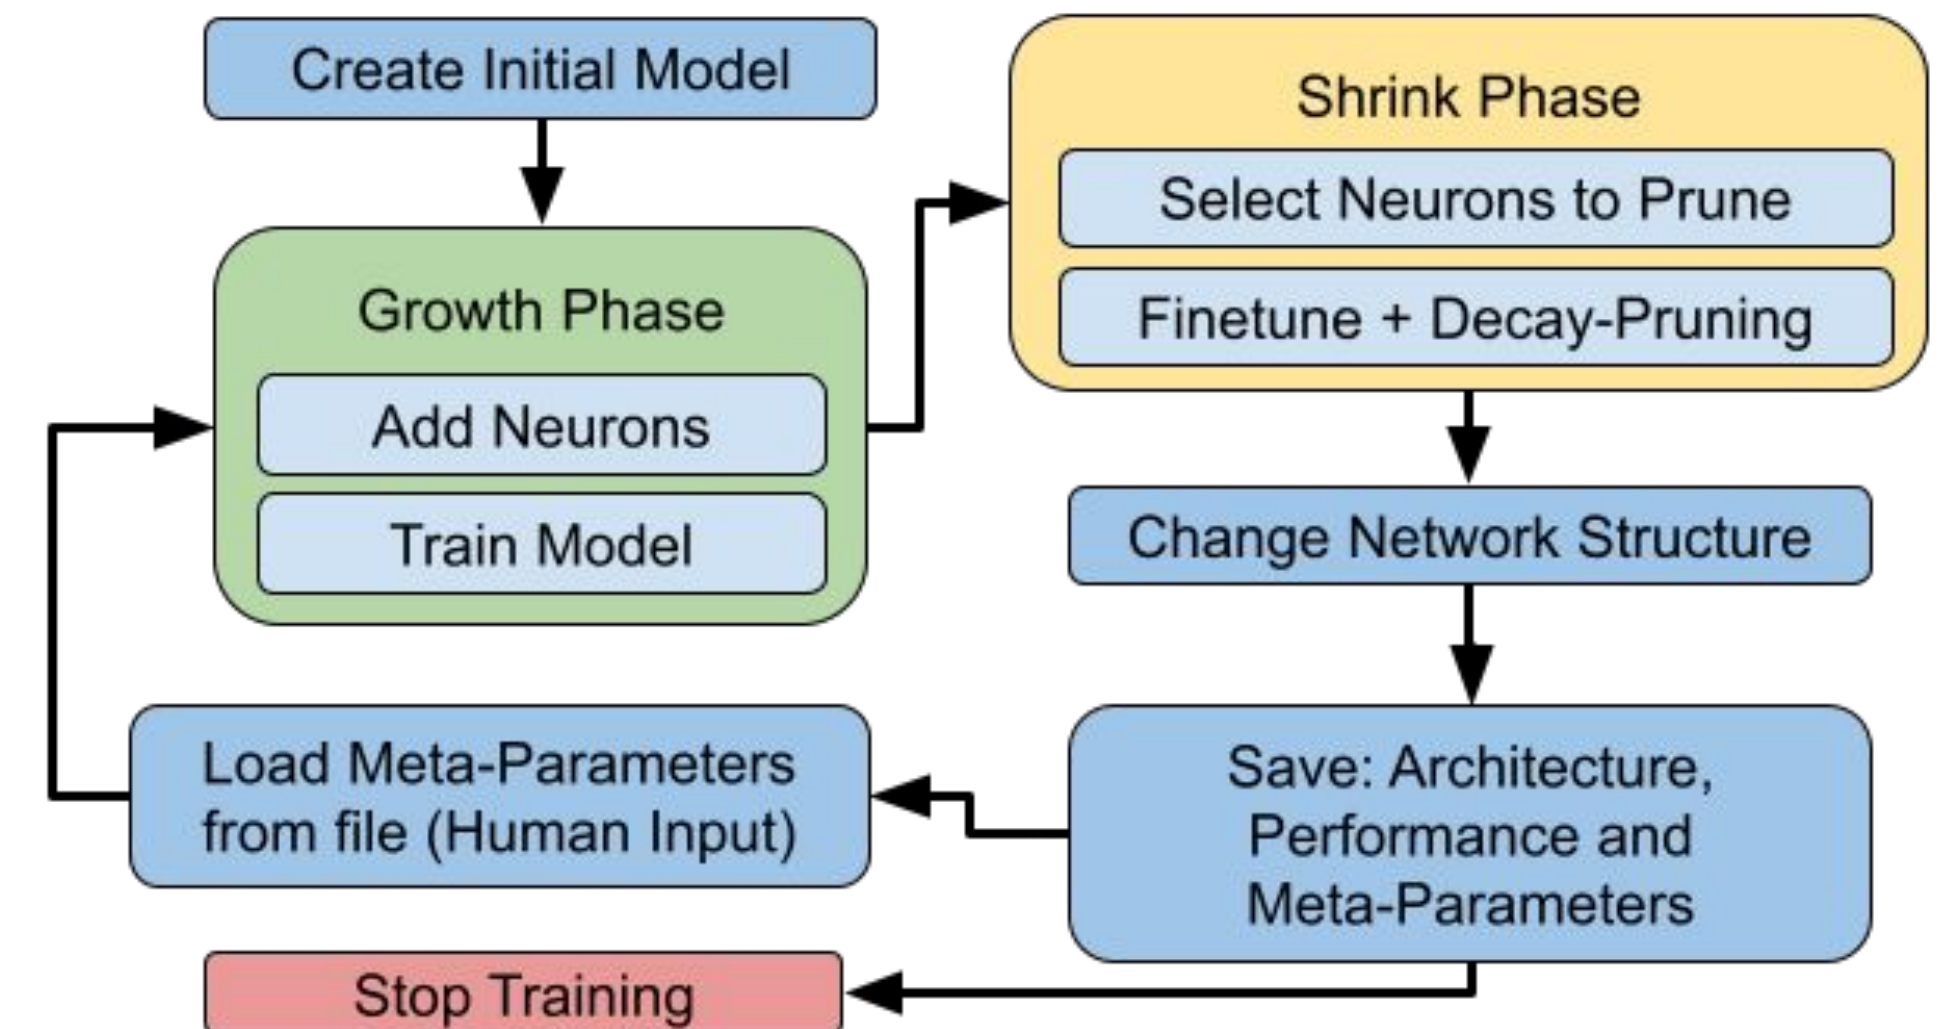 Create Initial Model
Growth Phase
Add Neurons
Train Model
Shrink Phase
Select Neurons to Prune
Finetune + Decay-Pruning
Change Network Structure
Save: Architecture,
Performance and
Meta-Parameters
Load Meta-Parameters
from file (Human Input)
Stop Training